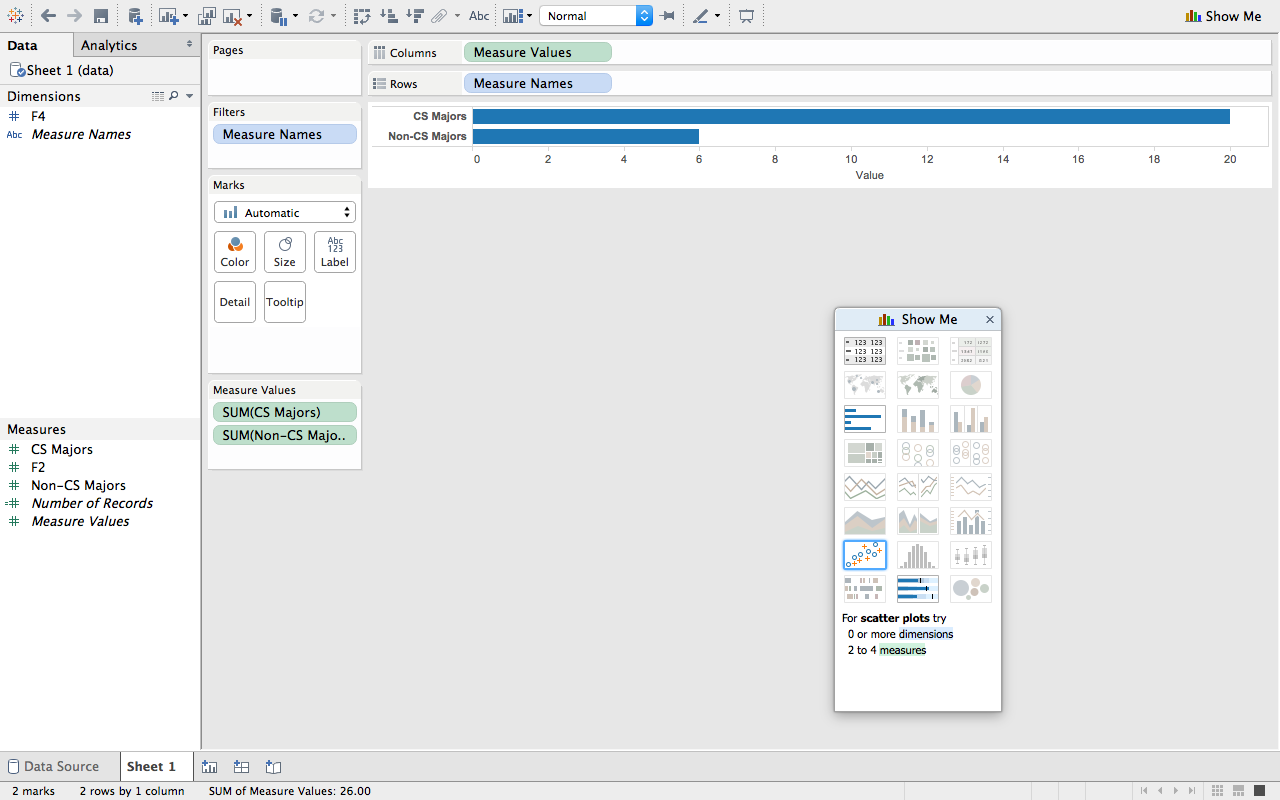 Abc
Normal
Show Me
Data
Analytics
Sheet 1 (data)
Dimensions
F4
Abc Measure Names
Measures
CS Majors
F2
Non-CS Majors
Number of Records
Measure Values
Pages
Filters
Measure Names
Marks
Automatic
Color
Size
Abc
123
Label
Detail
Tooltip
Measure Values
SUM(CS Majors)
SUM(Non-CS Majo..
Columns
Measure Values
Rows
Measure Names
CS Majors
Non-CS Majors
0 2 4 6 8 10 12 14 16 18 20
Value
Show Me
123 123
123 123
123 123
For scatter plots try
0 or more dimensions
2 to 4 measures
Data Source
Sheet 1
2 marks
2 rows by 1 column
SUM of Measure Values: 26.00